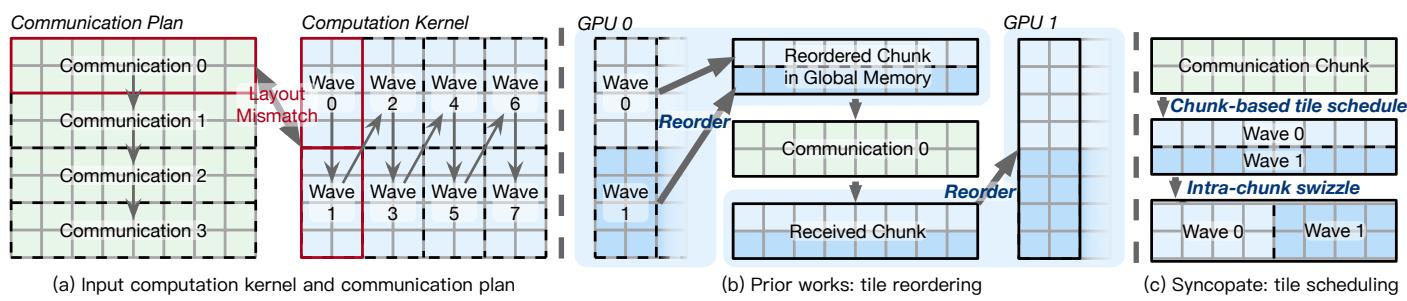 Communication Plan
Communication 0
Communication 1
Communication 2
Communication 3
Layout
Mismatch
Computation Kernel
Wave
0
Wave
2
Wave
4
Wave
6
Wave
1
Wave
3
Wave
5
Wave
7
(a) Input computation kernel and communication plan
GPU 0
Wave
0
Wave
1
Reorder
Reordered Chunk
in Global Memory
Communication 0
Received Chunk
Reorder
GPU 1
(b) Prior works: tile reordering
Communication Chunk
Chunk-based tile schedule
Wave 0
Wave 1
Intra-chunk swizzle
Wave 0
Wave 1
(c) Syncopate: tile scheduling